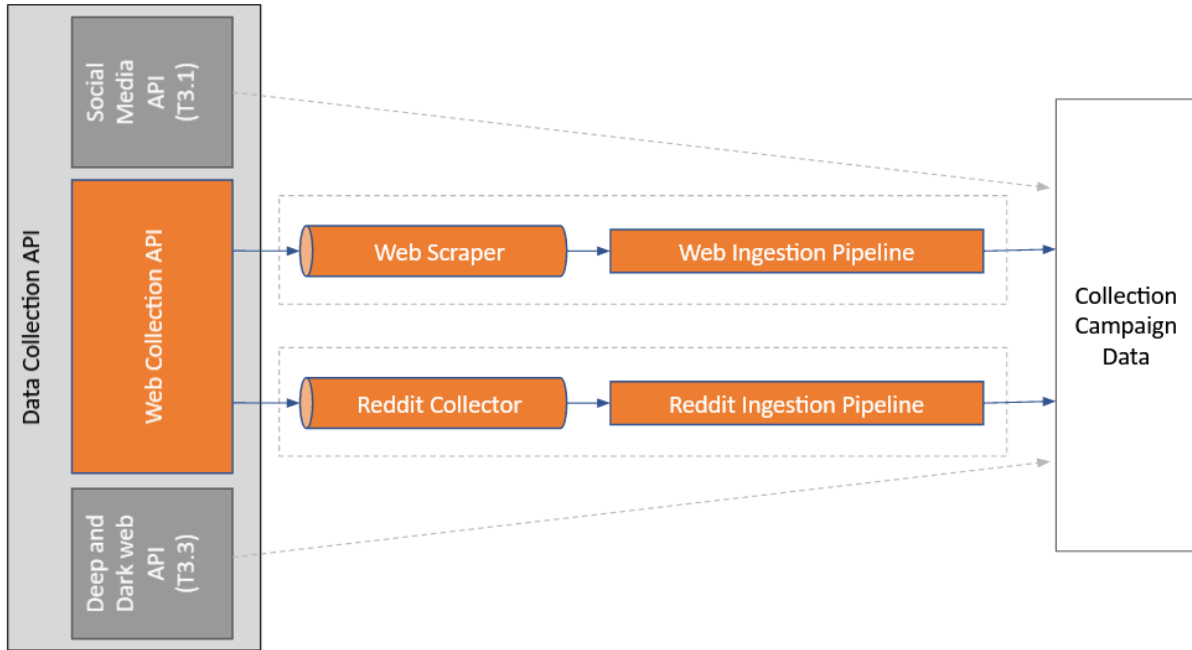 Data Collection API
Social
Media
API
(T3.1)
Web Collection API
Deep and
Dark web
API
(T3.3)
Web Scraper
Web Ingestion Pipeline
Reddit Collector
Reddit Ingestion Pipeline
Collection
Campaign
Data